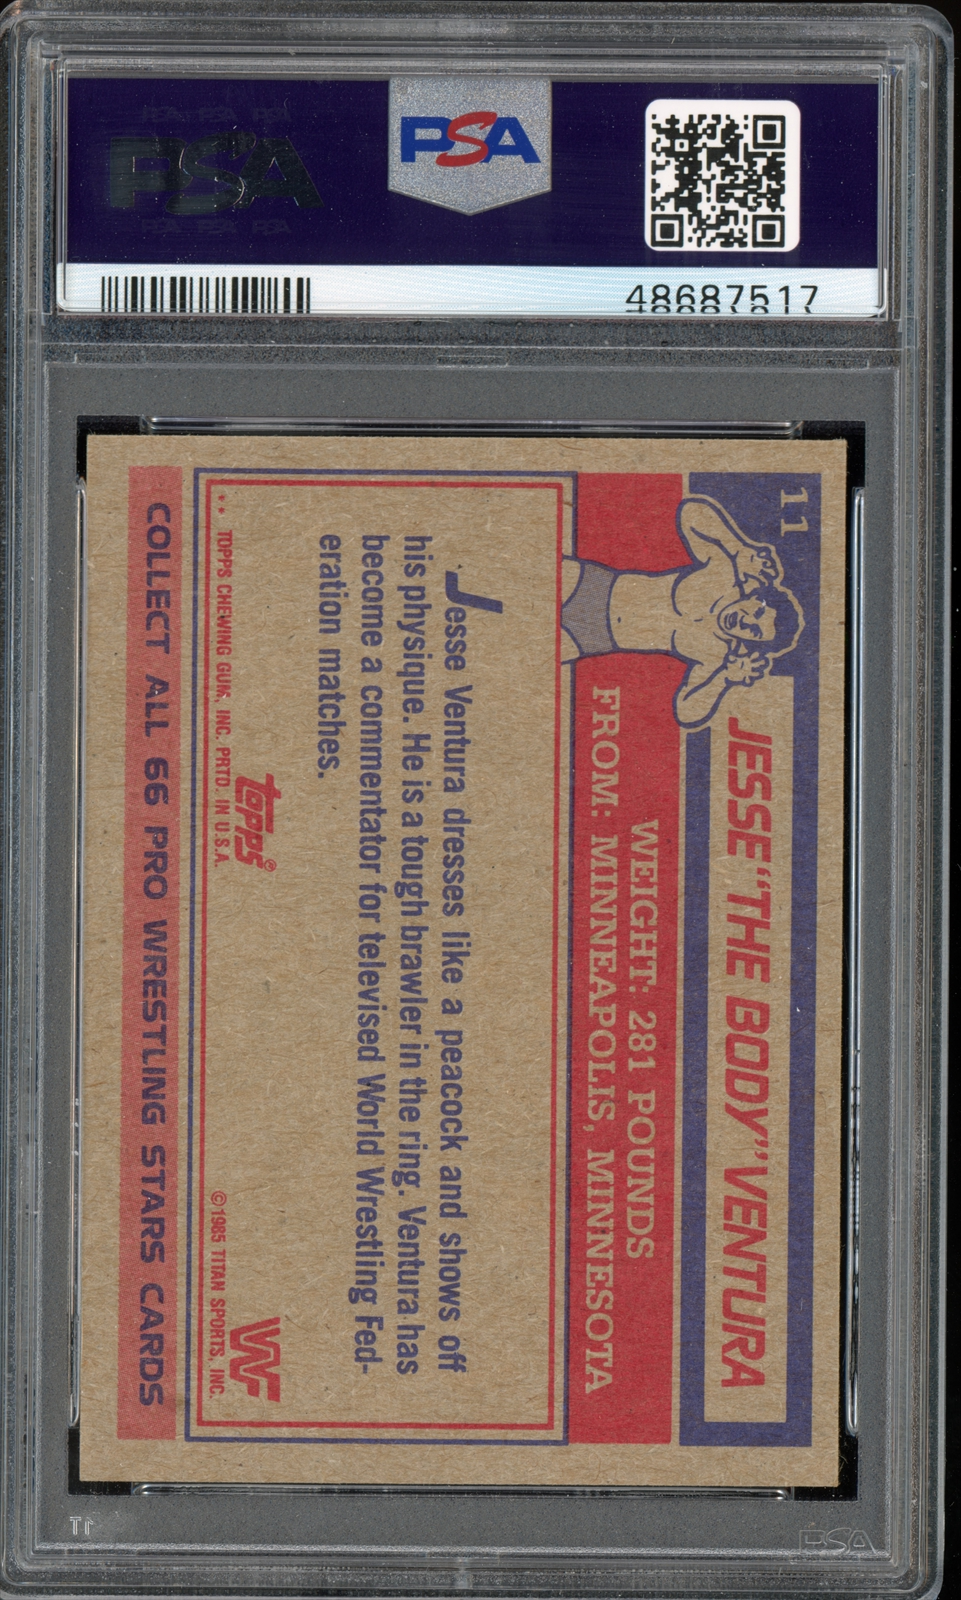 PSA
PSA
48687517
11
JESSE "THE BODY" VENTURA
WEIGHT: 281 POUNDS
FROM: MINNEAPOLIS, MINNESOTA
Jesse Ventura dresses like a peacock and shows off
his physique. He is a tough brawler in the ring. Ventura has
become a commentator for televised World Wrestling Fed-
eration matches.
topps®
WF
** TOPPS CHEWING GUM, INC. PRTD. IN U.S.A.
©1985 TITAN SPORTS, INC.
COLLECT ALL 66 PRO WRESTLING STARS CARDS
PSA